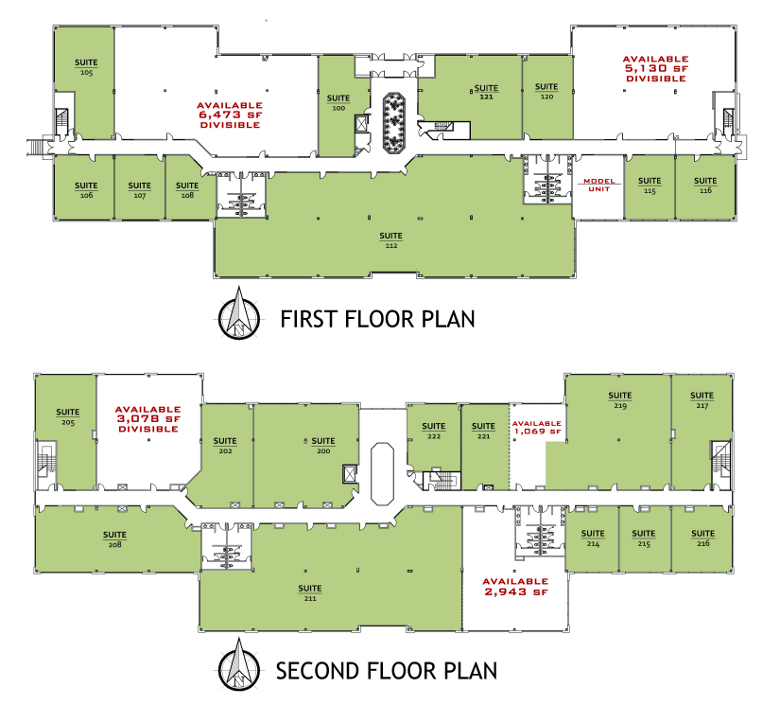 SUITE
105
AVAILABLE
6,473 SF
DIVISIBLE
SUITE
100
SUITE
121
SUITE
120
AVAILABLE
5,130 SF
DIVISIBLE
SUITE
106
SUITE
107
SUITE
108
MODEL
UNIT
SUITE
115
SUITE
116
SUITE
112
N
FIRST FLOOR PLAN
SUITE
205
AVAILABLE
3,078 SF
DIVISIBLE
SUITE
202
SUITE
200
SUITE
222
SUITE
221
AVAILABLE
1,069 SF
SUITE
219
SUITE
217
SUITE
208
SUITE
211
AVAILABLE
2,943 SF
SUITE
214
SUITE
215
SUITE
216
N
SECOND FLOOR PLAN